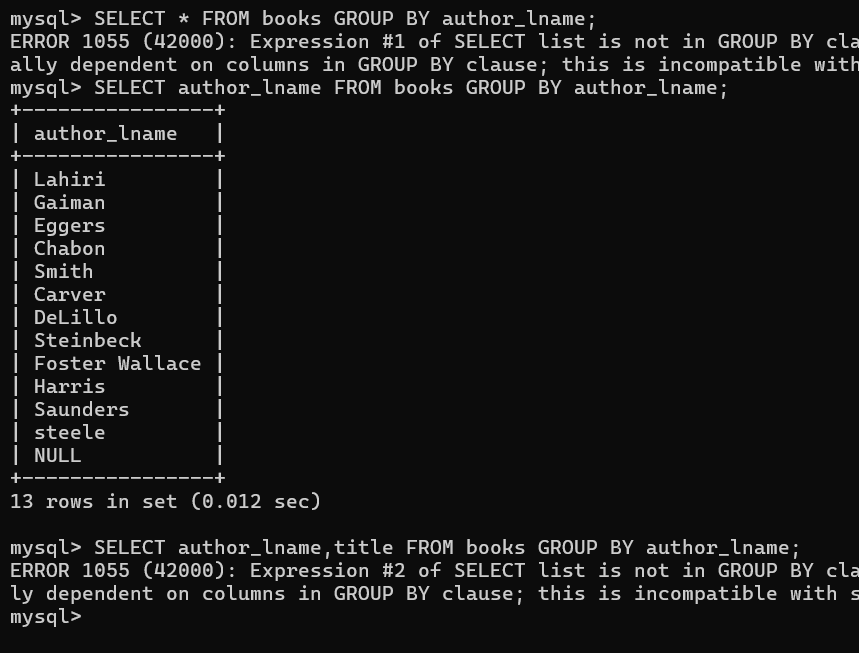 mysql> SELECT * FROM books GROUP BY author_lname;
ERROR 1055 (42000): Expression #1 of SELECT list is not in GROUP BY cla
ally dependent on columns in GROUP BY clause; this is incompatible with
mysql> SELECT author_lname FROM books GROUP BY author_lname;
+----------------+
| author_lname   |
+----------------+
| Lahiri         |
| Gaiman         |
| Eggers         |
| Chabon         |
| Smith          |
| Carver         |
| DeLillo        |
| Steinbeck      |
| Foster Wallace |
| Harris         |
| Saunders       |
| steele         |
| NULL           |
+----------------+
13 rows in set (0.012 sec)
mysql> SELECT author_lname,title FROM books GROUP BY author_lname;
ERROR 1055 (42000): Expression #2 of SELECT list is not in GROUP BY cla
ly dependent on columns in GROUP BY clause; this is incompatible with s
mysql>